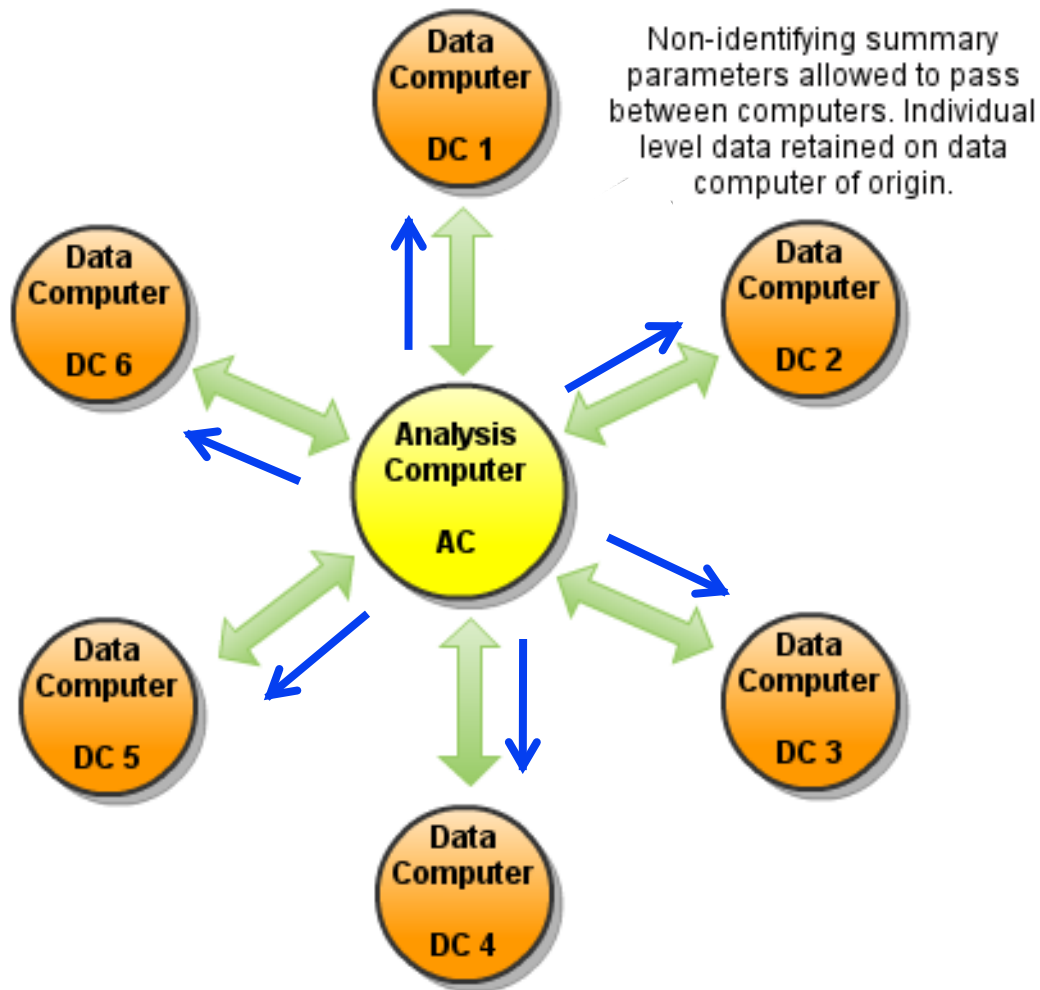 Data
Computer
DC 1
Non-identifying summary
parameters allowed to pass
between computers. Individual
level data retained on data
computer of origin.
Data
Computer
DC 6
Data
Computer
DC 2
Analysis
Computer
AC
Data
Computer
DC 5
Data
Computer
DC 3
Data
Computer
DC 4